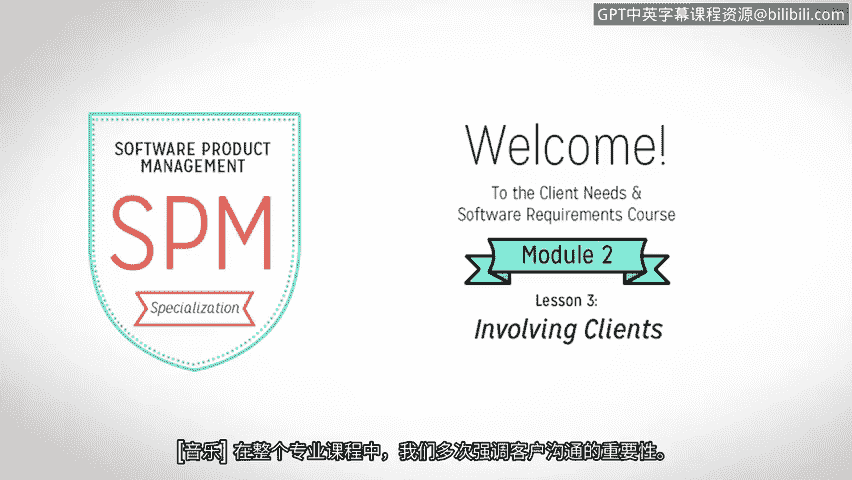 GPT中英字幕课程资源@bilibili.com
SOFTWARE PRODUCT
MANAGEMENT
SPM
Specialization
Welcome!
To the Client Needs &
Software Requirements Course
Module 2
Lesson 3:
Involving Clients
[音乐] 在整个专业课程中，我们多次强调客户沟通的重要性。